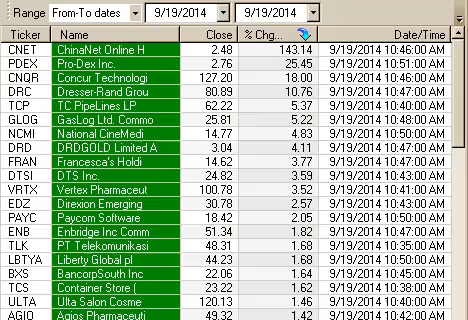 Range From-To dates 9/19/2014 9/19/2014
Ticker Name Close % Chg... Date/Time
CNET ChinaNet Online H 2.48 143.14 9/19/2014 10:46:00 AM
PDEX Pro-Dex Inc. 2.76 25.45 9/19/2014 10:51:00 AM
CNQR Concur Technologi 127.20 18.00 9/19/2014 10:46:00 AM
DRC Dresser-Rand Grou 80.89 10.76 9/19/2014 10:47:00 AM
TCP TC PipeLines LP 62.22 5.37 9/19/2014 10:40:00 AM
GLOG GasLog Ltd. Commo 25.81 5.22 9/19/2014 10:48:00 AM
NCMI National CineMedi 14.77 4.83 9/19/2014 10:50:00 AM
DRD DRDGOLD Limited A 3.04 4.11 9/19/2014 10:47:00 AM
FRAN Francesca's Holdi 14.62 3.77 9/19/2014 10:47:00 AM
DTSI DTS Inc. 24.82 3.59 9/19/2014 10:43:00 AM
VRTX Vertex Pharmaceut 100.78 3.52 9/19/2014 10:41:00 AM
EDZ Direxion Emerging 30.78 2.57 9/19/2014 10:43:00 AM
PAYC Paycom Software 18.42 2.05 9/19/2014 10:50:00 AM
ENB Enbridge Inc Comm 51.34 1.82 9/19/2014 10:47:00 AM
TLK PT Telekomunikasi 48.31 1.68 9/19/2014 10:35:00 AM
LBTYA Liberty Global pl 44.23 1.68 9/19/2014 10:50:00 AM
BXS BancorpSouth Inc 22.06 1.64 9/19/2014 10:45:00 AM
TCS Container Store ( 23.22 1.62 9/19/2014 10:38:00 AM
ULTA Ulta Salon Cosme 120.13 1.46 9/19/2014 10:40:00 AM
AGIO Agios Pharmaceuti 49.32 1.42 9/19/2014 10:42:00 AM